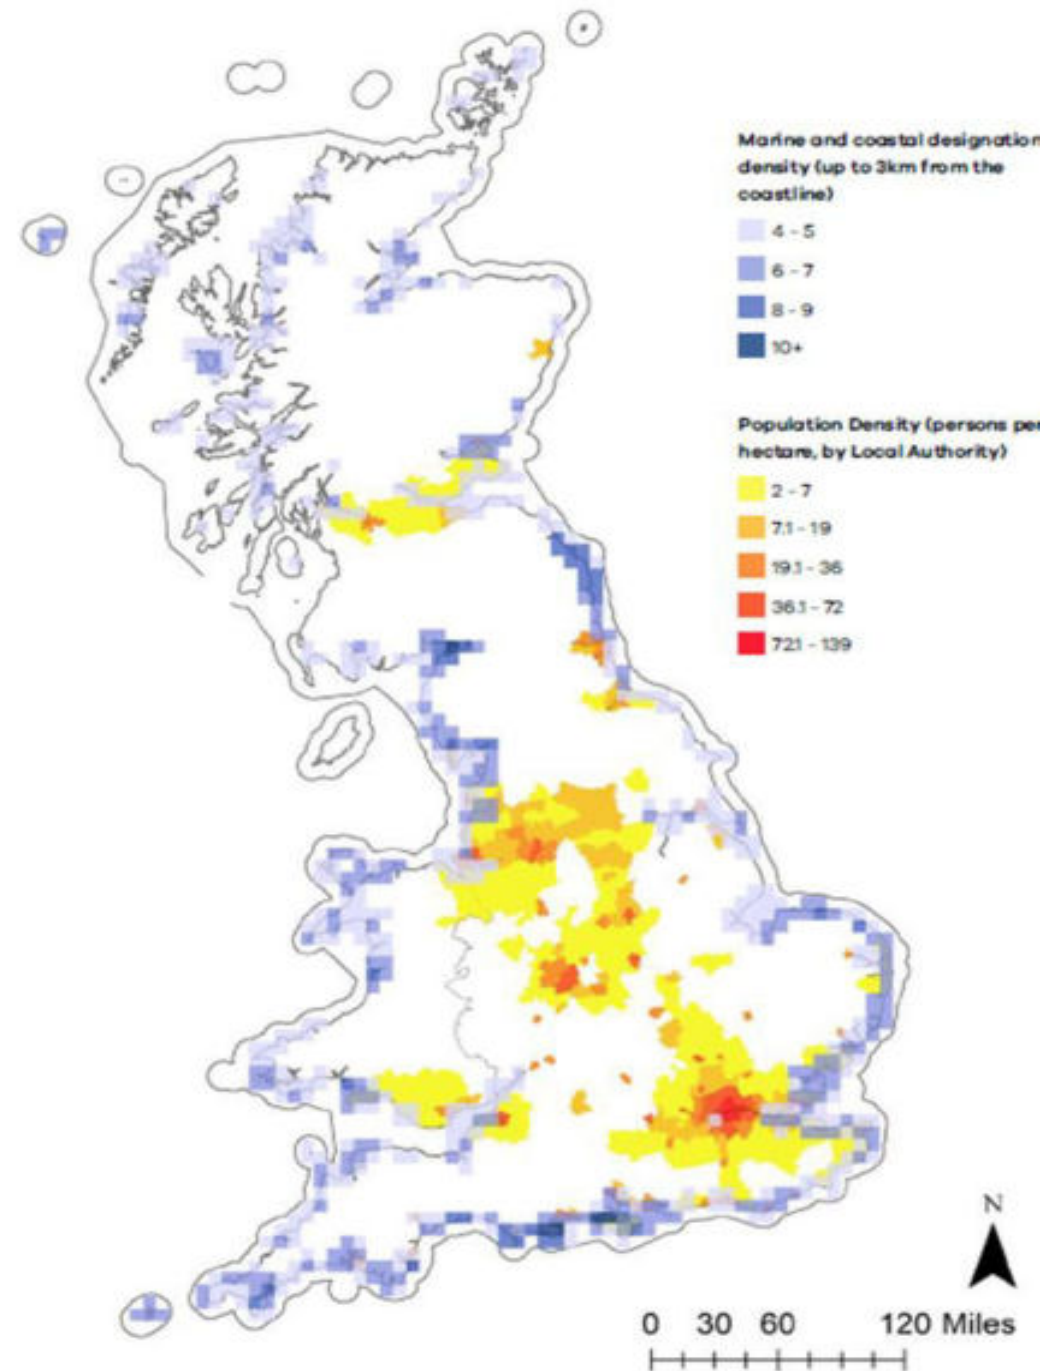 Marine and coastal designation
density (up to 3km from the
coastline)
4 - 5
6 - 7
8 - 9
10+
Population Density (persons per
hectare, by Local Authority)
2 - 7
7.1 - 19
19.1 - 36
36.1 - 72
72.1 - 139
N
0 30 60 120 Miles